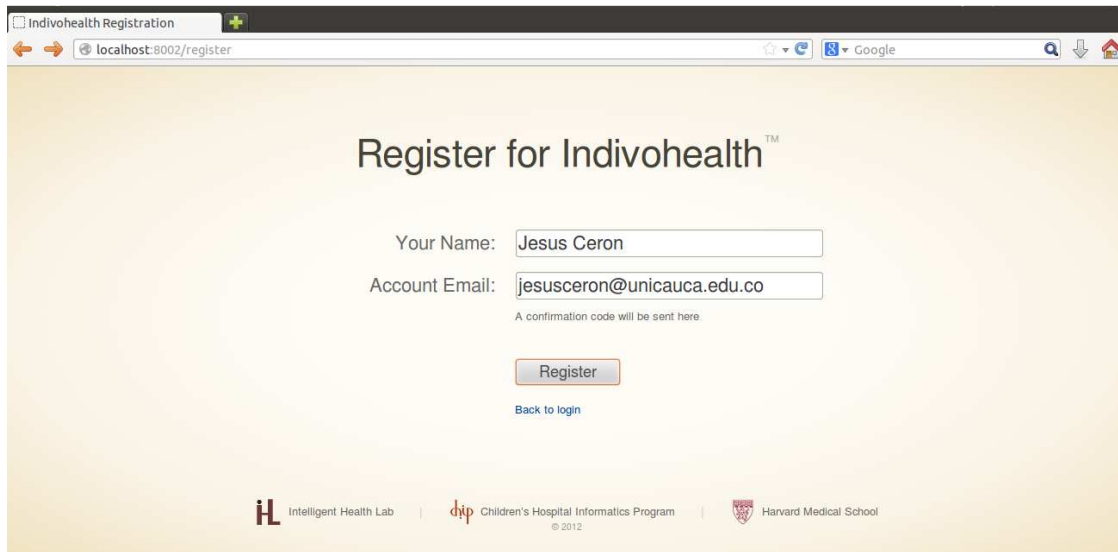 Indivohealth Registration
localhost:8002/register
Google
Register for Indivohealth™
Your Name: Jesus Ceron
Account Email: jesusceron@unicauca.edu.co
A confirmation code will be sent here
Register
Back to login
iHL Intelligent Health Lab | chip Children's Hospital Informatics Program | Harvard Medical School
© 2012